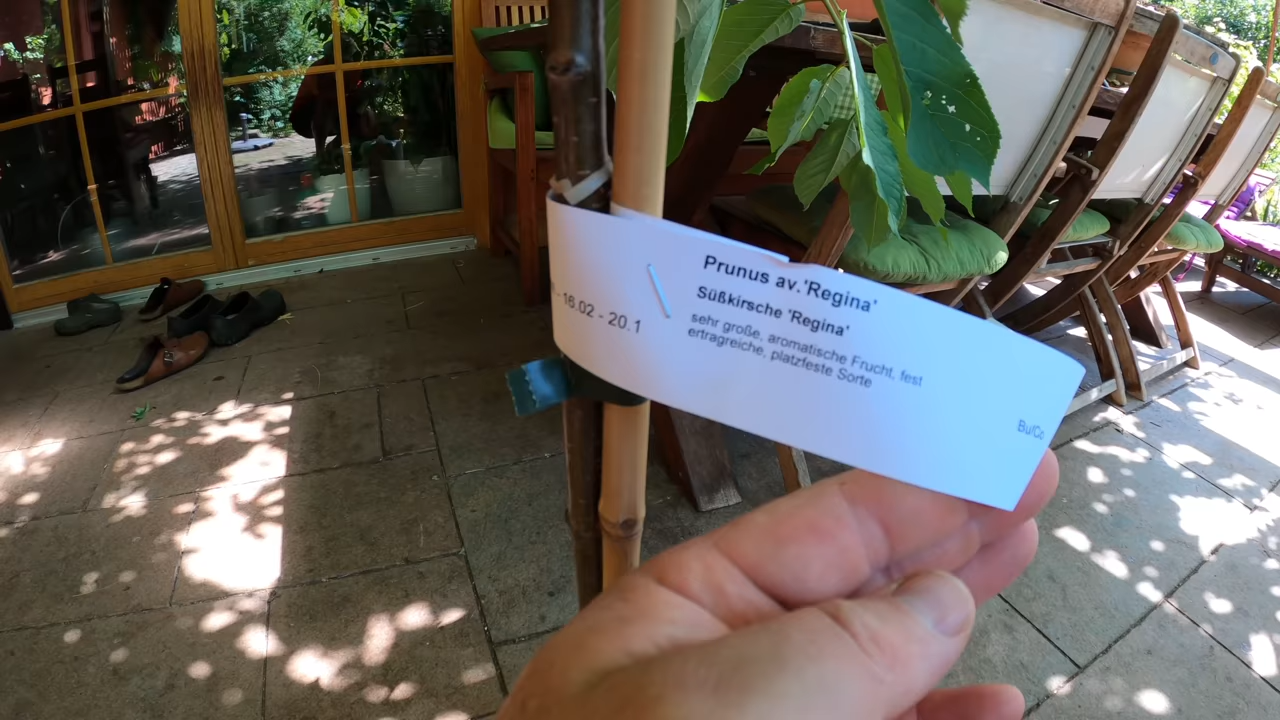 Prunus av.'Regina'
Süßkirsche 'Regina'
sehr große, aromatische Frucht, fest
ertragreiche, platzfeste Sorte
- 16.02 - 20.1
Bu/Co